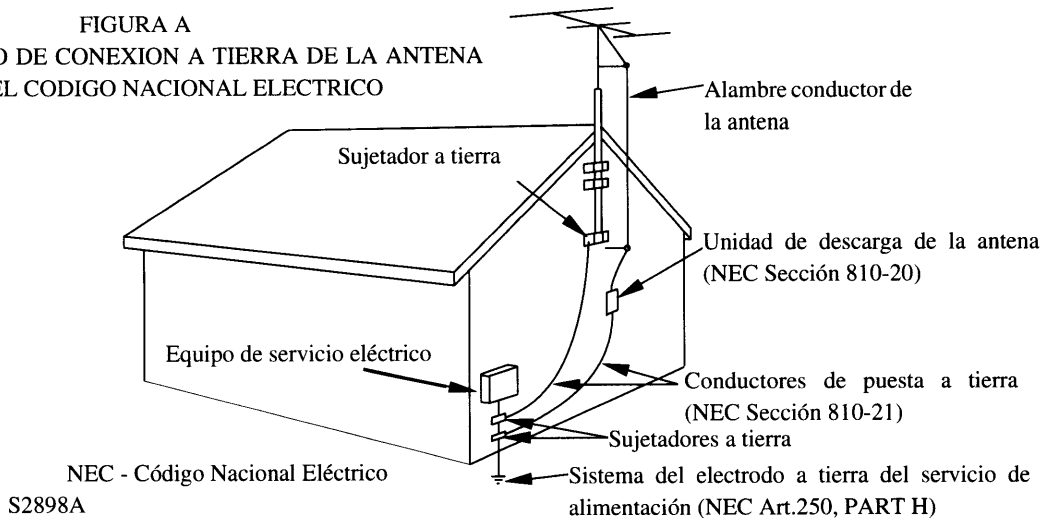 FIGURA A
DE CONEXION A TIERRA DE LA ANTENA
CODIGO NACIONAL ELECTRICO
Alambre conductor de
la antena
Sujetador a tierra
Unidad de descarga de la antena
(NEC Sección 810-20)
Equipo de servicio eléctrico
Conductores de puesta a tierra
(NEC Sección 810-21)
Sujetadores a tierra
NEC - Código Nacional Eléctrico
Sistema del electrodo a tierra del servicio de
alimentación (NEC Art.250, PART H)
S2898A